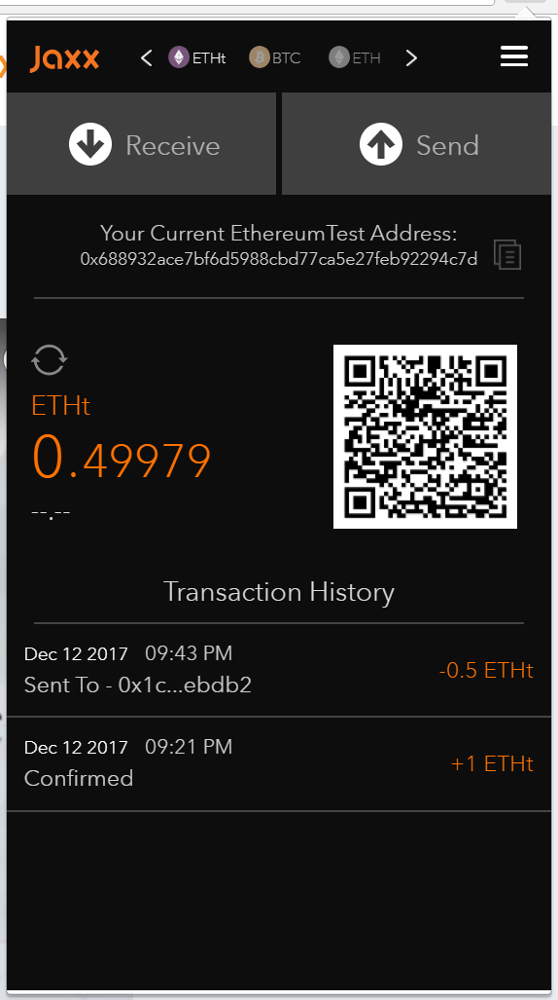 Jaxx
ETHt BTC ETH
Receive Send
Your Current EthereumTest Address:
0x688932ace7bf6d5988cbd77ca5e27feb92294c7d
ETHt
0.49979
--.--
Transaction History
Dec 12 2017 09:43 PM
Sent To - 0x1c...ebdb2
-0.5 ETHt
Dec 12 2017 09:21 PM
Confirmed
+1 ETHt